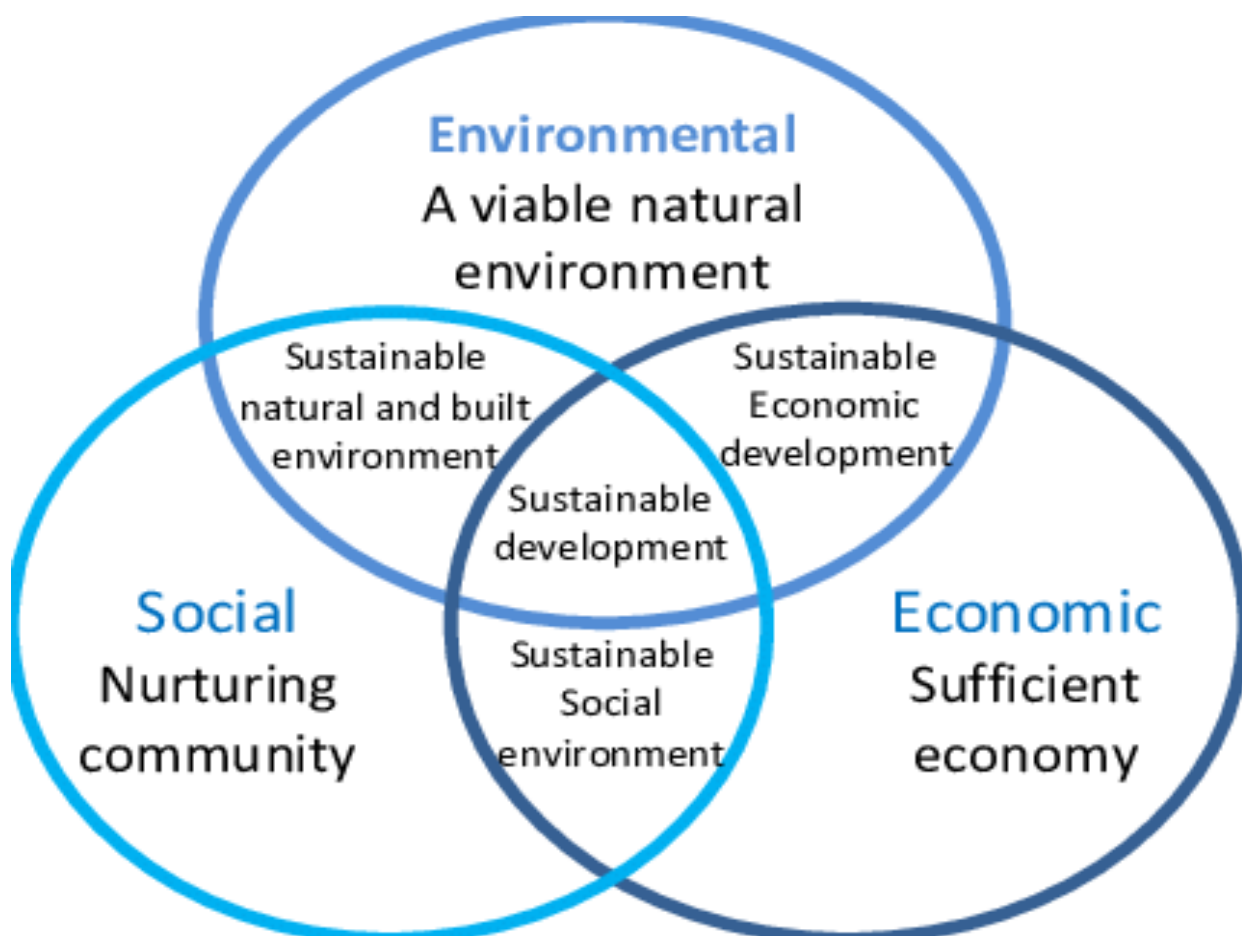 Environmental
A viable natural
environment
Sustainable
natural and built
environment
Sustainable
Economic
development
Sustainable
development
Social
Nurturing
community
Sustainable
Social
environment
Economic
Sufficient
economy